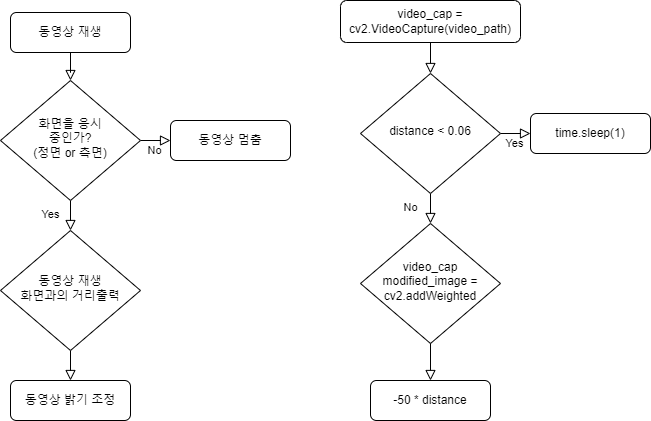 동영상 재생
화면을 응시
중인가?
(정면 or 측면)
No
동영상 멈춤
Yes
동영상 재생
화면과의 거리출력
동영상 밝기 조정
video_cap =
cv2.VideoCapture(video_path)
distance < 0.06
Yes
time.sleep(1)
No
video_cap
modified_image =
cv2.addWeighted
-50 * distance